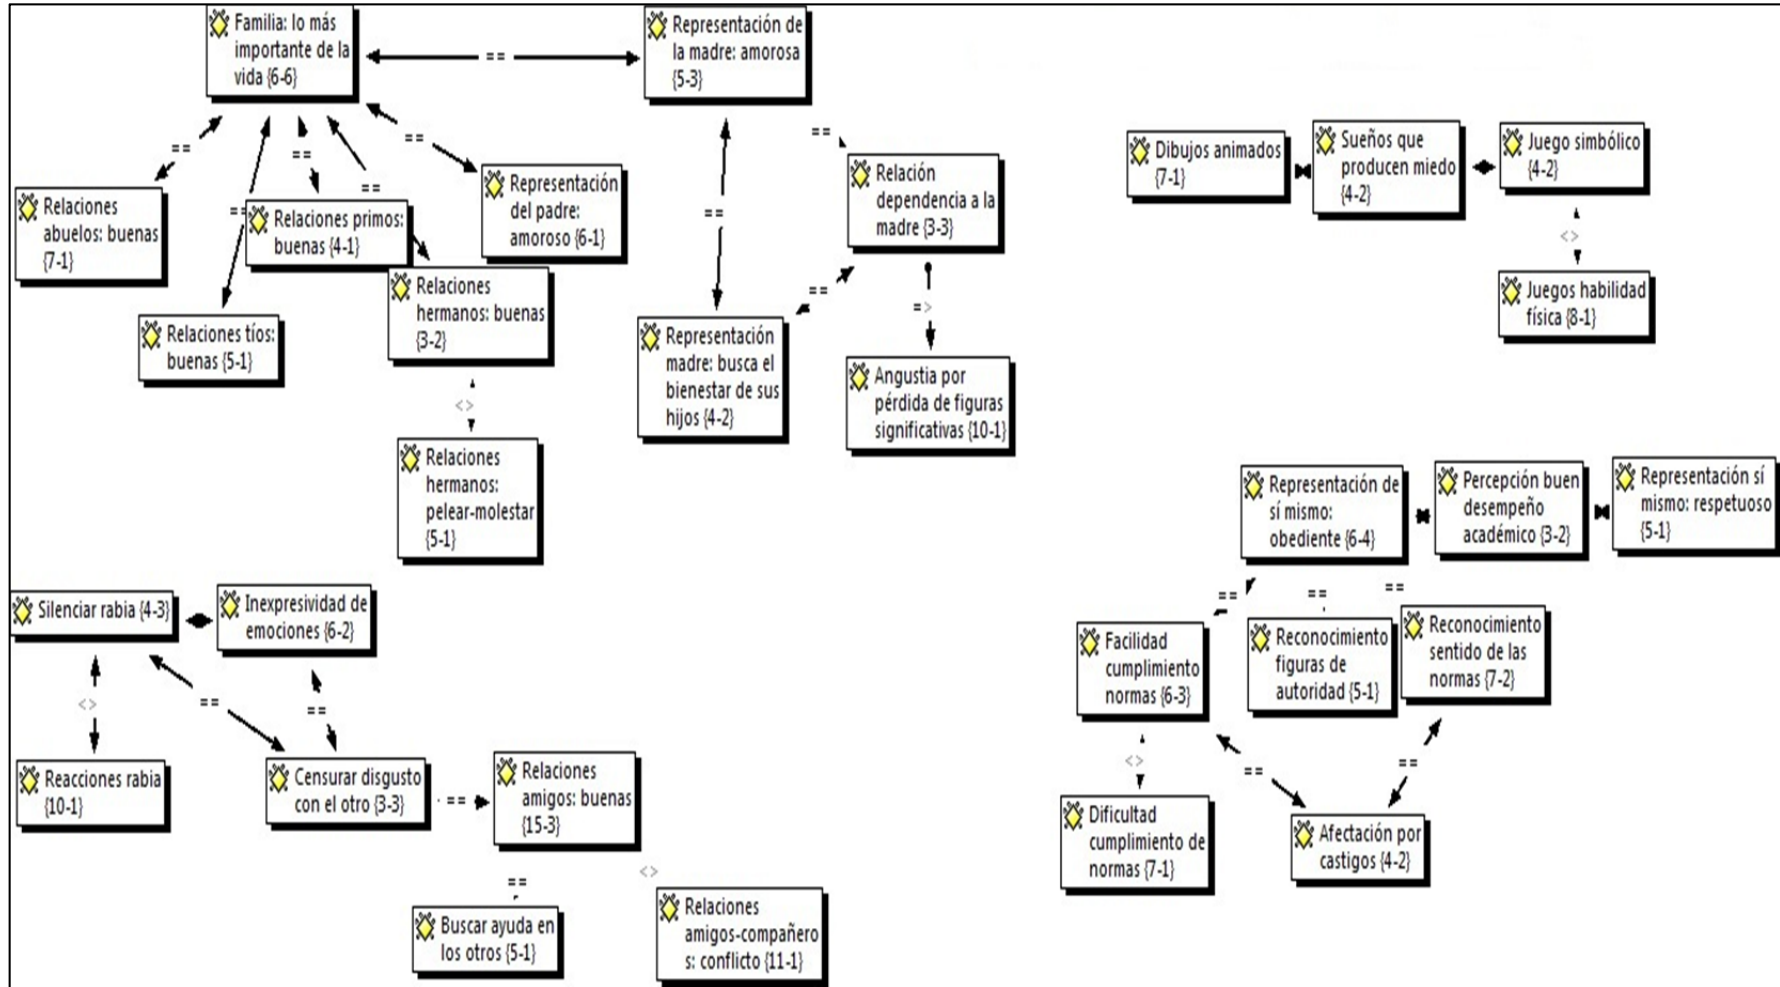 Familia: lo más
importante de la
vida {6-6}
==
Representación de
la madre: amorosa
{5-3}
==
==
==
==
==
==
==
Relaciones
abuelos: buenas
{7-1}
Relaciones primos:
buenas {4-1}
Representación
del padre:
amoroso {6-1}
Relaciones tíos:
buenas {5-1}
Relaciones
hermanos: buenas
{3-2}
<>
Relaciones
hermanos:
pelear-molestar
{5-1}
==
Relación
dependencia a la
madre {3-3}
==
=>
Representación
madre: busca el
bienestar de sus
hijos {4-2}
Angustia por
pérdida de figuras
significativas {10-1}
Dibujos animados
{7-1}
Sueños que
producen miedo
{4-2}
Juego simbólico
{4-2}
<>
Juegos habilidad
física {8-1}
Representación de
sí mismo:
obediente {6-4}
Percepción buen
desempeño
académico {3-2}
Representación sí
mismo: respetuoso
{5-1}
==
==
==
Facilidad
cumplimiento
normas {6-3}
Reconocimiento
figuras de
autoridad {5-1}
Reconocimiento
sentido de las
normas {7-2}
<>
==
==
Dificultad
cumplimiento de
normas {7-1}
Afectación por
castigos {4-2}
Silenciar rabia {4-3}
Inexpresividad de
emociones {6-2}
<>
==
==
Reacciones rabia
{10-1}
Censurar disgusto
con el otro {3-3}
==
Relaciones
amigos: buenas
{15-3}
==
<>
Buscar ayuda en
los otros {5-1}
Relaciones
amigos-compañero
s: conflicto {11-1}